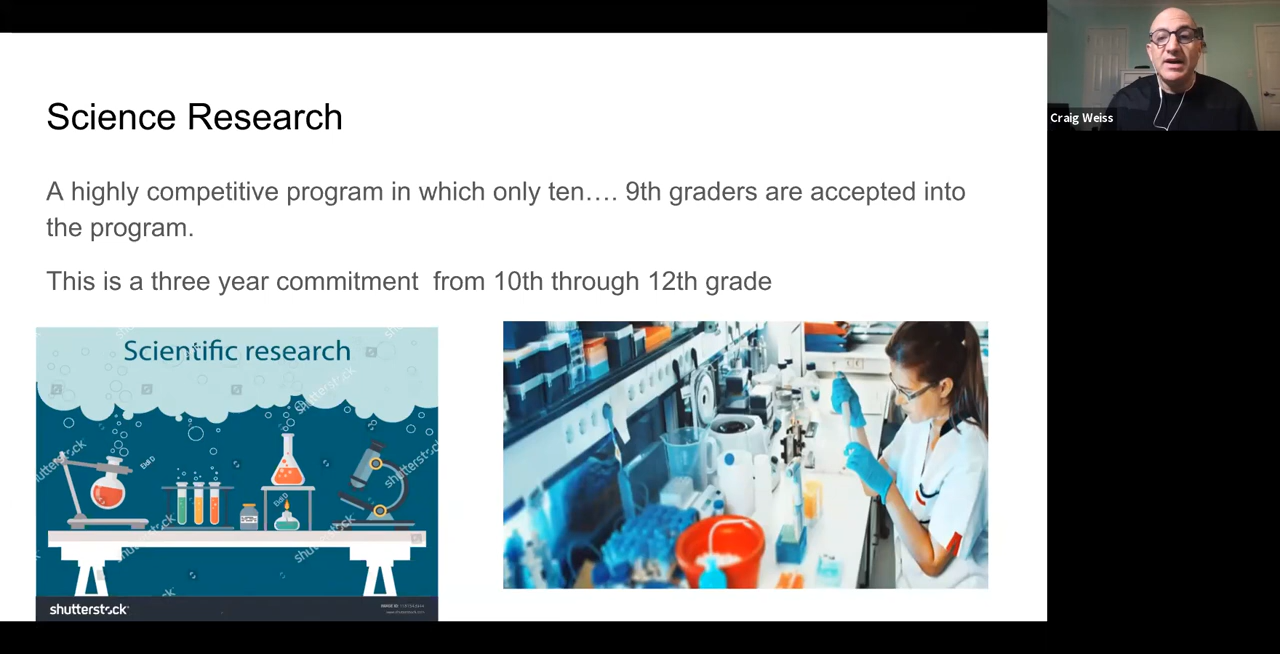 Science Research
A highly competitive program in which only ten…. 9th graders are accepted into
the program.
This is a three year commitment  from 10th through 12th grade
Scientific research
shutterstock
Craig Weiss